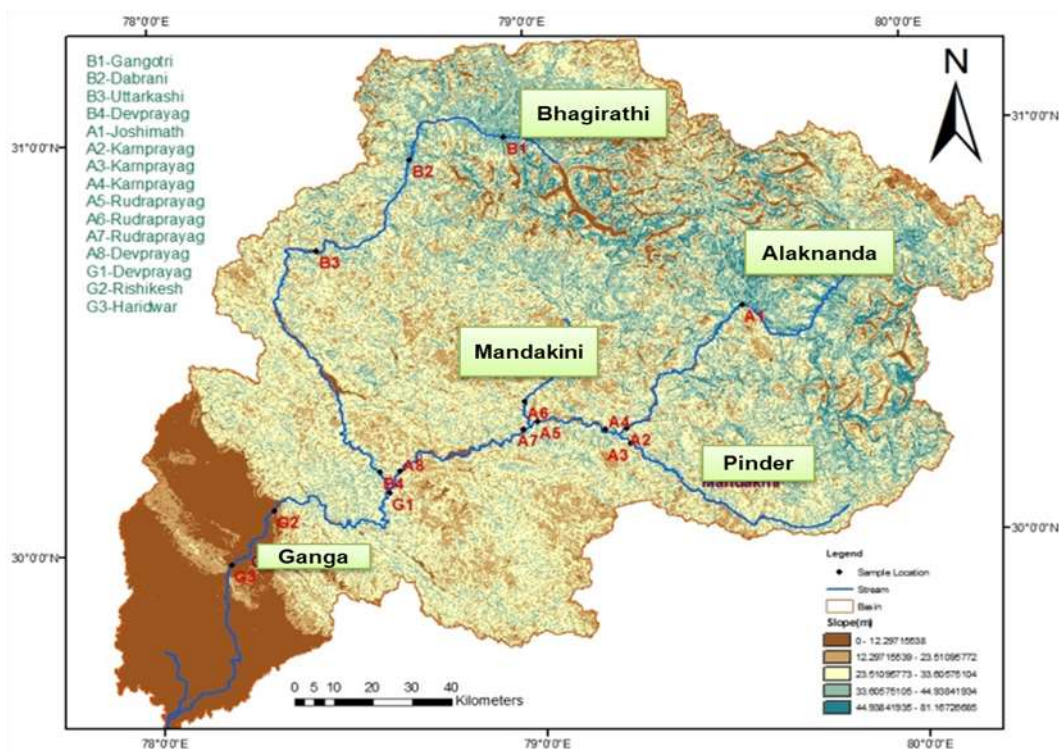 78°0'0"E
79°0'0"E
80°0'0"E
B1-Gangotri
B2-Dabrani
B3-Uttarkashi
B4-Devprayag
A1-Joshimath
A2-Karnprayag
A3-Karnprayag
A4-Karnprayag
A5-Rudraprayag
A6-Rudraprayag
A7-Rudraprayag
A8-Devprayag
G1-Devprayag
G2-Rishikesh
G3-Haridwar
N
31°0'0"N
31°0'0"N
Bhagirathi
B1
B2
B3
Alaknanda
A1
Mandakini
A6
A5
A7
A4
A2
A3
Pinder
A8
B4
G1
G2
Ganga
G3
30°0'0"N
30°0'0"N
Legend
Sample Location
Stream
Basin
Slope(m)
0 - 12.29715538
12.29715539 - 23.51095772
23.51095773 - 33.60575104
33.60575105 - 44.93841934
44.93841935 - 81.16726685
0 5 10 20 30 40
Kilometers
78°0'0"E
79°0'0"E
80°0'0"E